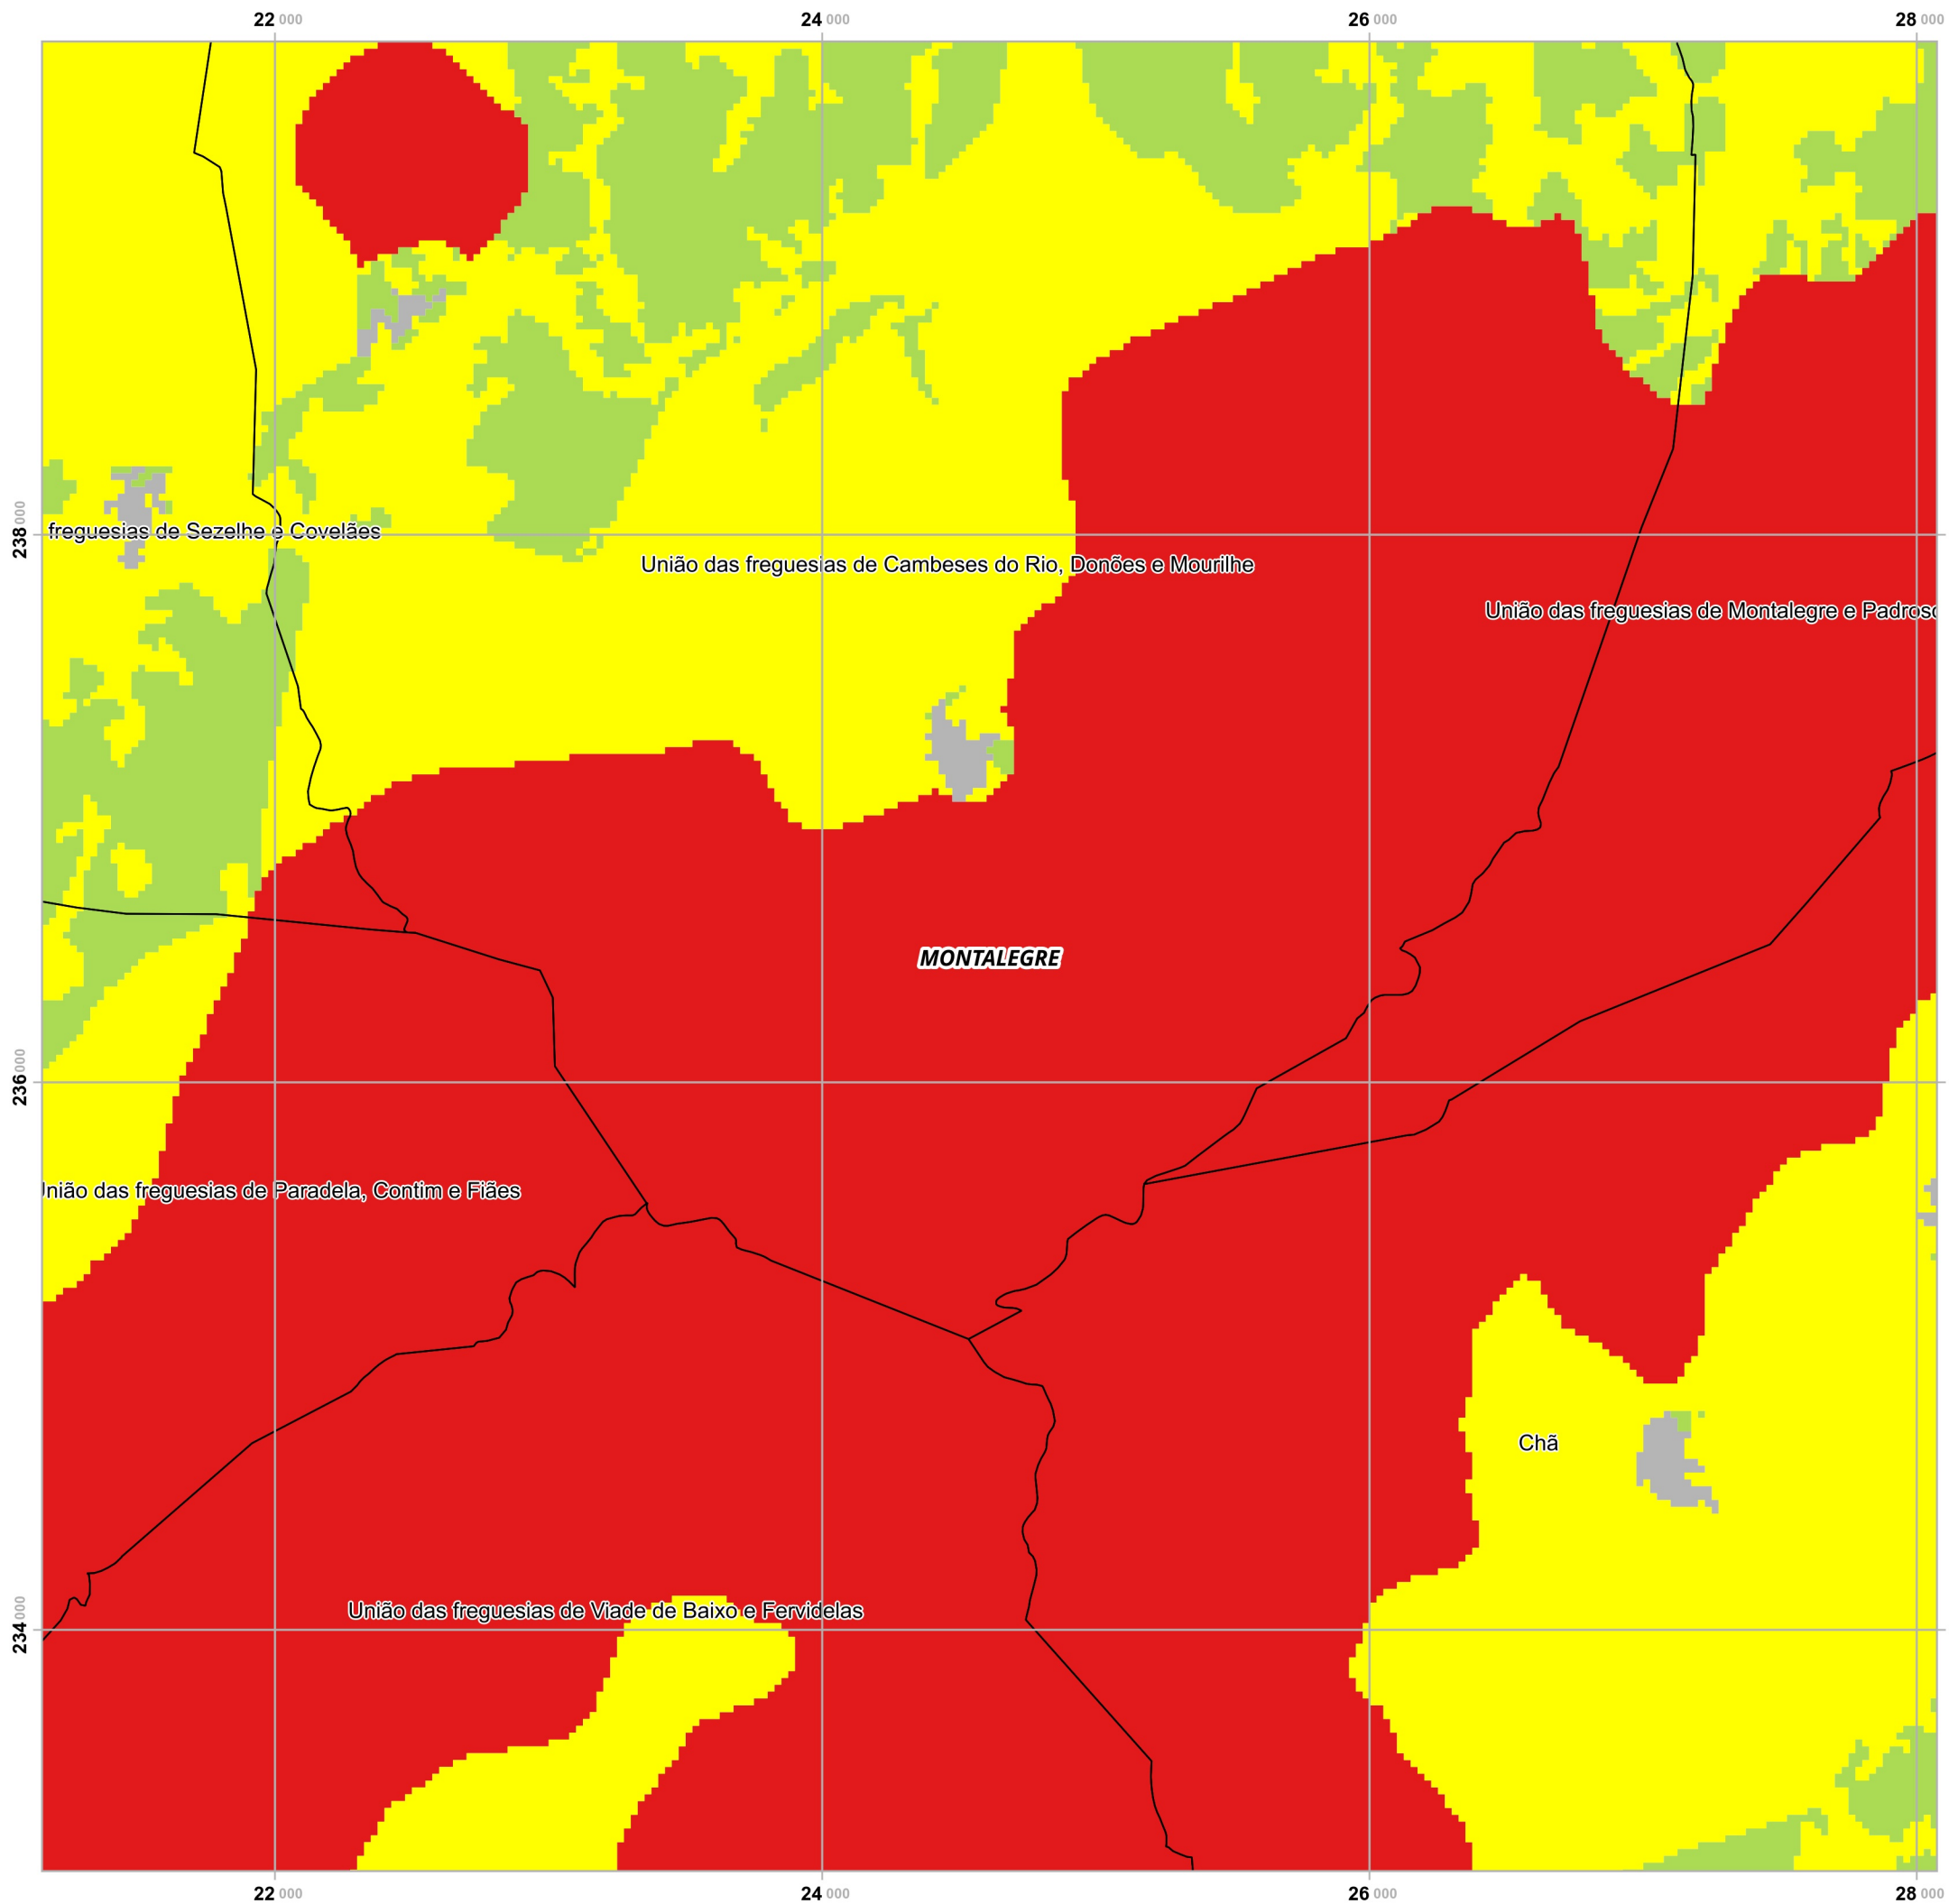 22 000 24 000 26 000 28 000
238 000
freguesias de Sezelhe e Covelães
União das freguesias de Cambeses do Rio, Donões e Mourilhe
União das freguesias de Montalegre e Padroso
MONTALEGRE
236 000
União das freguesias de Paradela, Contim e Fiães
Chã
União das freguesias de Viade de Baixo e Fervidelas
234 000
22 000 24 000 26 000 28 000